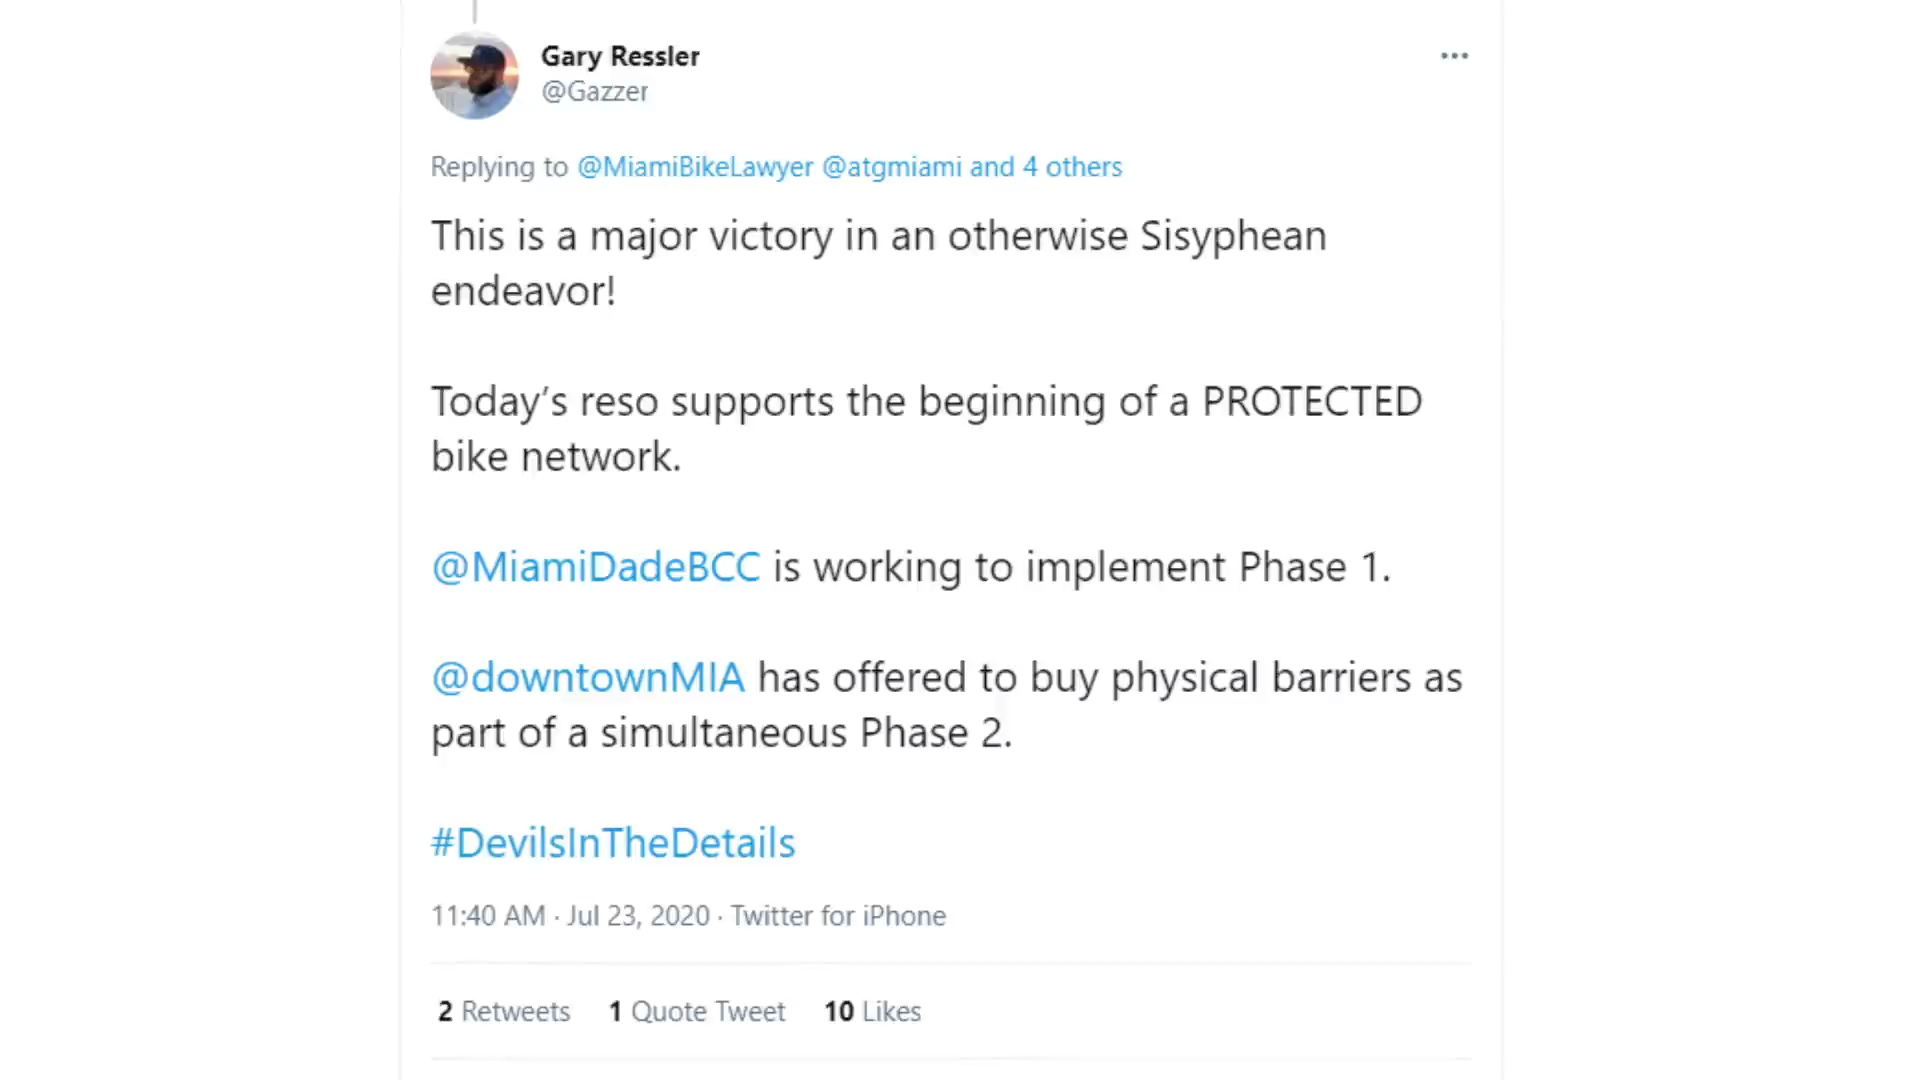 Gary Ressler
@Gazzer
Replying to @MiamiBikeLawyer @atgmiami and 4 others
This is a major victory in an otherwise Sisyphean
endeavor!
Today’s reso supports the beginning of a PROTECTED
bike network.
@MiamiDadeBCC is working to implement Phase 1.
@downtownMIA has offered to buy physical barriers as
part of a simultaneous Phase 2.
#DevilsInTheDetails
11:40 AM · Jul 23, 2020 · Twitter for iPhone
2 Retweets 1 Quote Tweet 10 Likes